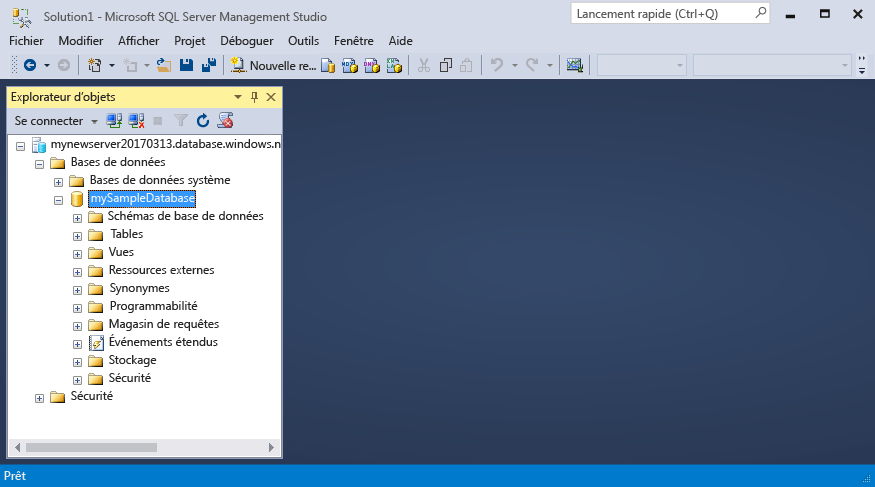 Solution1 - Microsoft SQL Server Management Studio
Lancement rapide (Ctrl+Q)
Fichier Modifier Afficher Projet Déboguer Outils Fenêtre Aide
Nouvelle re...
Explorateur d'objets
Se connecter
mynewserver20170313.database.windows.n
Bases de données
Bases de données système
mySampleDatabase
Schémas de base de données
Tables
Vues
Ressources externes
Synonymes
Programmabilité
Magasin de requêtes
Événements étendus
Stockage
Sécurité
Sécurité
Prêt